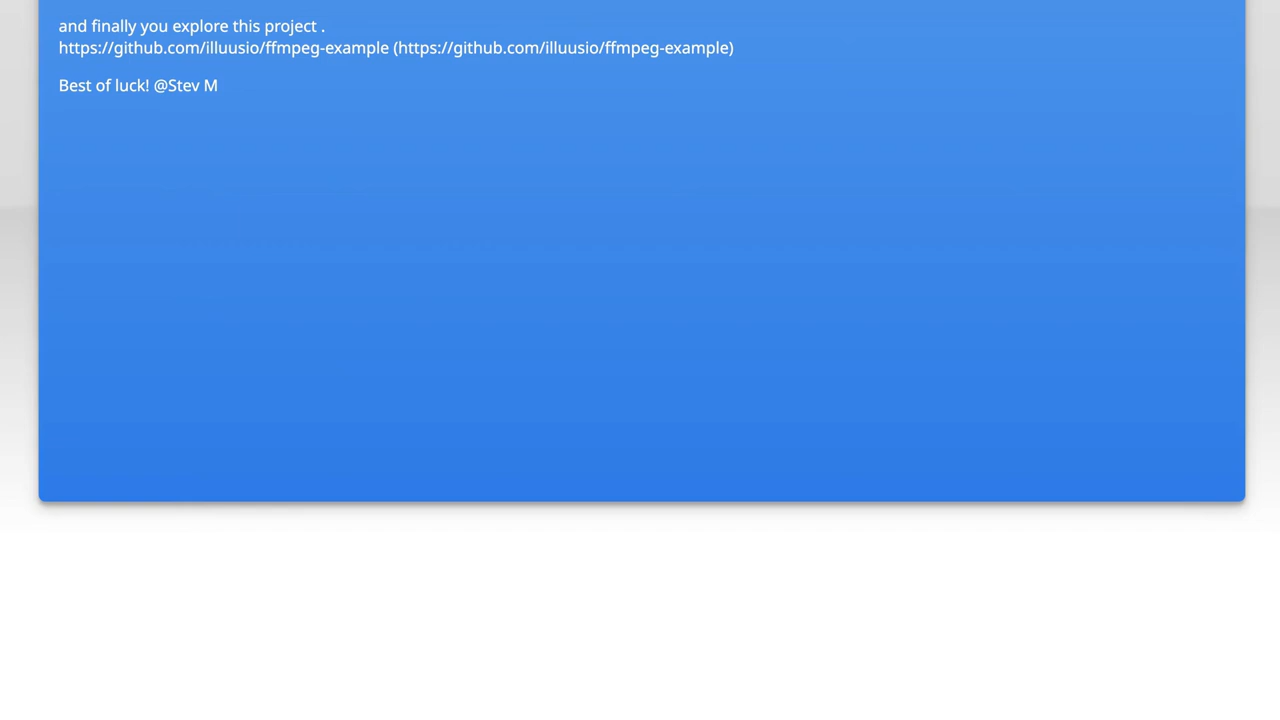 and finally you explore this project .
https://github.com/illuusio/ffmpeg-example (https://github.com/illuusio/ffmpeg-example)
Best of luck! @Stev M